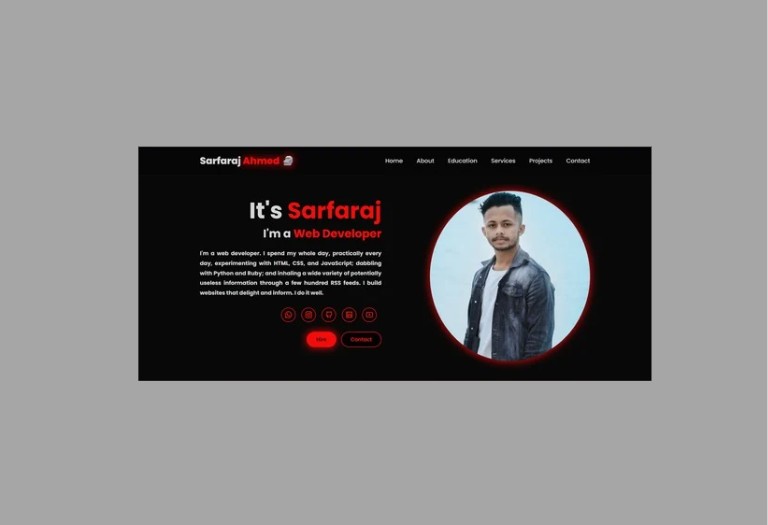 Sarfaraj Ahmed
Home About Education Services Projects Contact
It's Sarfaraj
I'm a Web Developer
I'm a web developer. I spend my whole day, practically every
day, experimenting with HTML, CSS, and JavaScript; dabbling
with Python and Ruby; and inhaling a wide variety of potentially
useless information through a few hundred RSS feeds. I build
websites that delight and inform. I do it well.
Contact